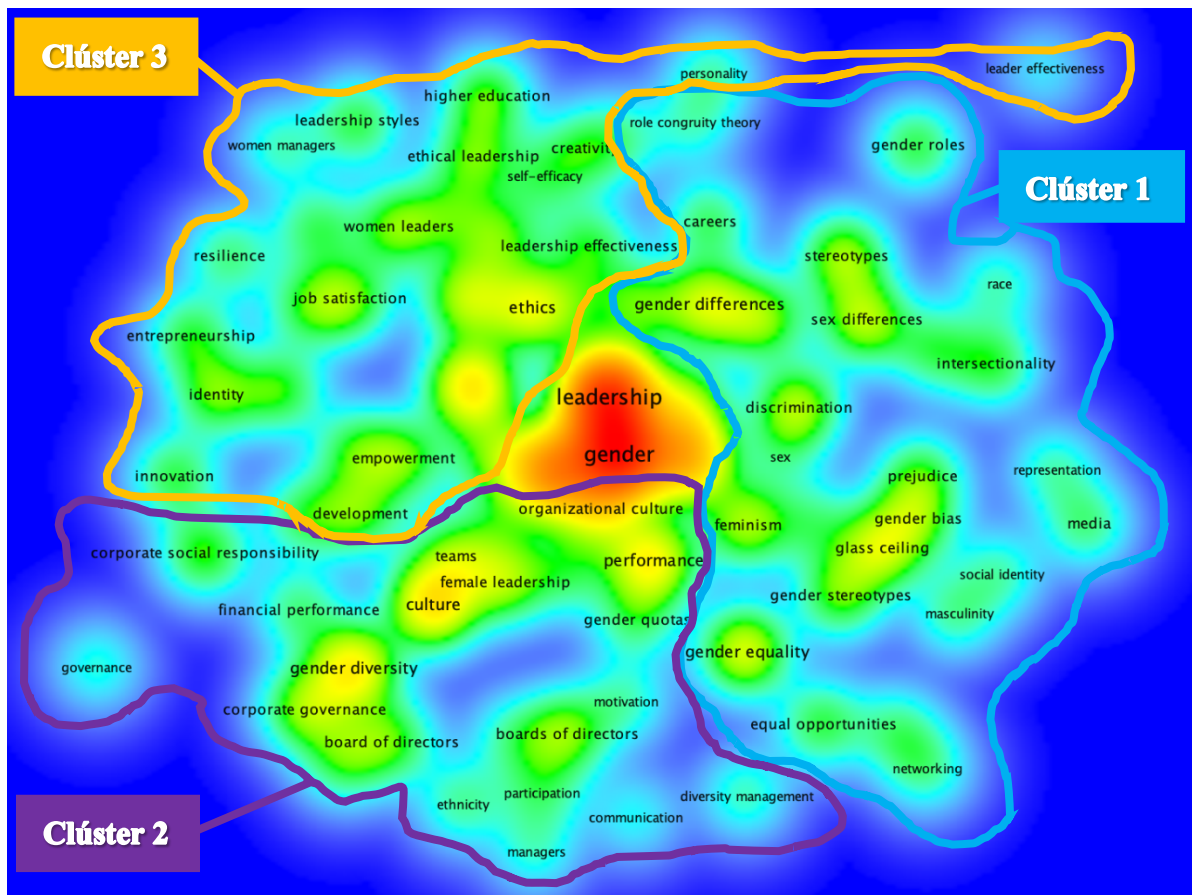 Clúster 3
personality
leader effectiveness
higher education
leadership styles
role congruity theory
women managers
ethical leadership
creativity
gender roles
self-efficacy
Clúster 1
women leaders
careers
leadership effectiveness
resilience
stereotypes
race
job satisfaction
ethics
gender differences
sex differences
entrepreneurship
intersectionality
identity
leadership
discrimination
gender
empowerment
sex
innovation
prejudice
representation
development
organizational culture
feminism
gender bias
media
corporate social responsibility
teams
performance
glass ceiling
female leadership
social identity
culture
gender stereotypes
financial performance
gender quotas
masculinity
governance
gender diversity
gender equality
corporate governance
motivation
board of directors
boards of directors
equal opportunities
networking
ethnicity
participation
diversity management
communication
Clúster 2
managers